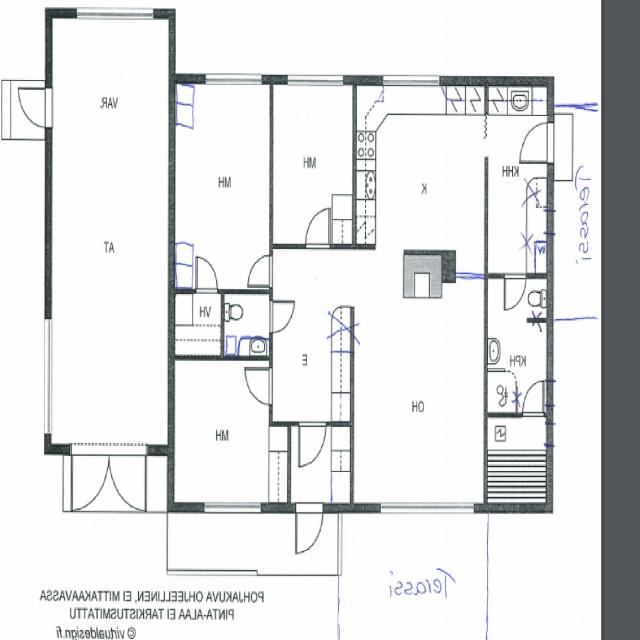 VAR.
MH
MH
K
KHH
Terassi
AT
VH
E
KPH
OH
MH
Terassi
POHJAKUVA OHJEELLINEN, EI MITTAKAAVASSA
PINTA-ALAA EI TARKISTUSMITATTU
© virtualdesign.fi